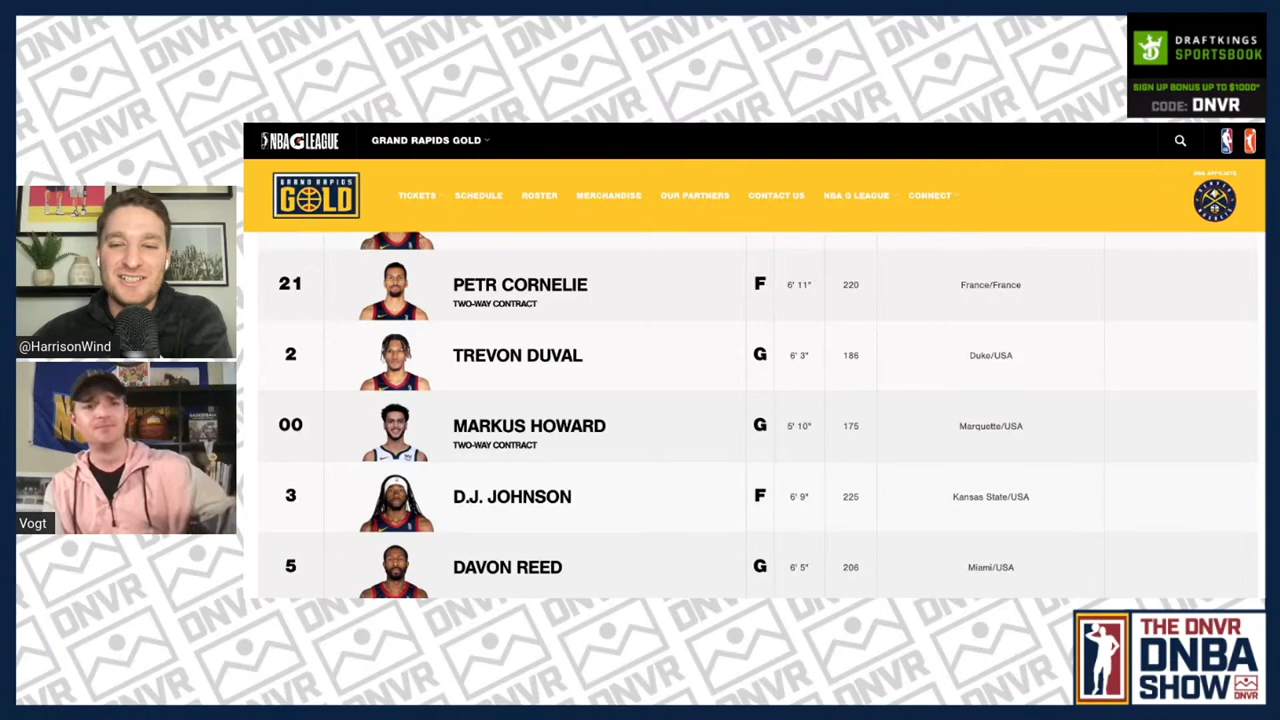 DRAFTKINGS
SPORTSBOOK
SIGN UP BONUS UP TO $1000*
CODE: DNVR
NBA G LEAGUE
GRAND RAPIDS GOLD
GRAND RAPIDS
GOLD
TICKETS
SCHEDULE
ROSTER
MERCHANDISE
OUR PARTNERS
CONTACT US
NBA G LEAGUE
CONNECT
NBA AFFILIATE
21
PETR CORNELIE
TWO-WAY CONTRACT
F
6' 11"
220
France/France
2
TREVON DUVAL
G
6' 3"
186
Duke/USA
00
MARKUS HOWARD
TWO-WAY CONTRACT
G
5' 10"
175
Marquette/USA
3
D.J. JOHNSON
F
6' 9"
225
Kansas State/USA
5
DAVON REED
G
6' 5"
206
Miami/USA
@HarrisonWind
Vogt
THE DNVR
DNBA
SHOW
DNVR